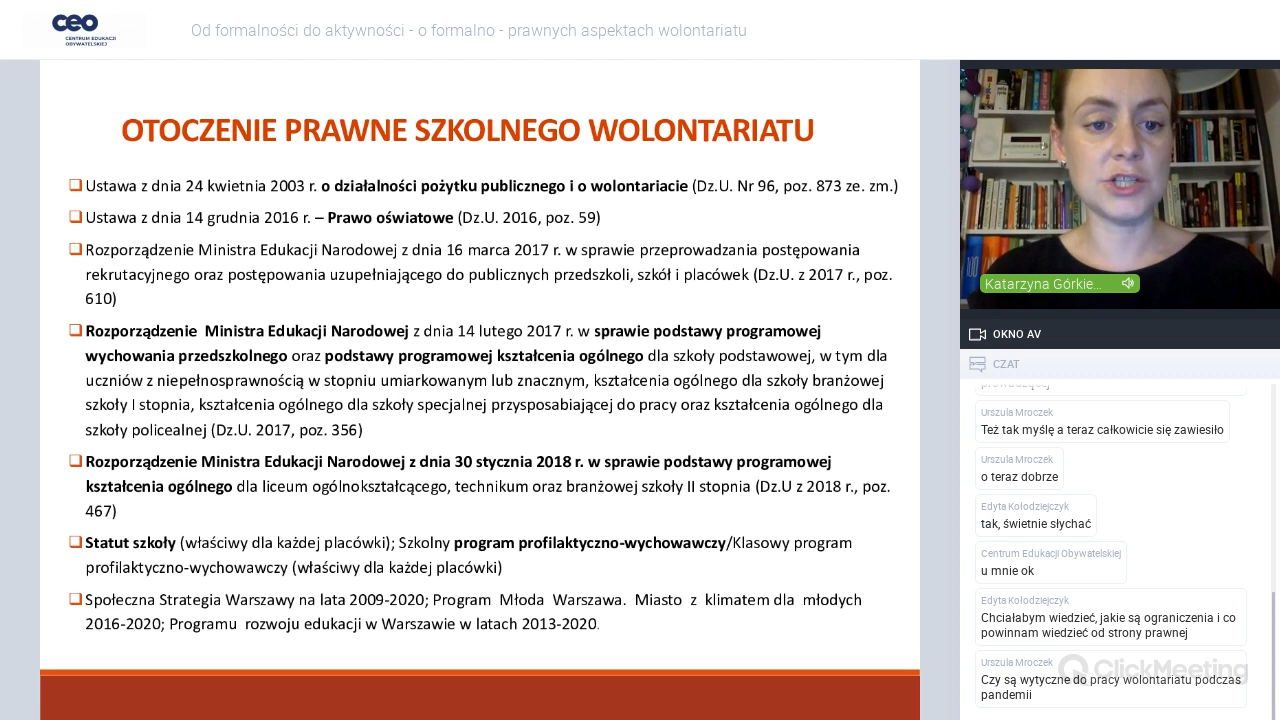 ceo
CENTRUM EDUKACJI
OBYWATELSKIEJ
Od formalności do aktywności - o formalno - prawnych aspektach wolontariatu
OTOCZENIE PRAWNE SZKOLNEGO WOLONTARIATU
Ustawa z dnia 24 kwietnia 2003 r. o działalności pożytku publicznego i o wolontariacie (Dz.U. Nr 96, poz. 873 ze. zm.)
Ustawa z dnia 14 grudnia 2016 r. – Prawo oświatowe (Dz.U. 2016, poz. 59)
Rozporządzenie Ministra Edukacji Narodowej z dnia 16 marca 2017 r. w sprawie przeprowadzania postępowania
rekrutacyjnego oraz postępowania uzupełniającego do publicznych przedszkoli, szkół i placówek (Dz.U. z 2017 r., poz.
610)
Rozporządzenie Ministra Edukacji Narodowej z dnia 14 lutego 2017 r. w sprawie podstawy programowej
wychowania przedszkolnego oraz podstawy programowej kształcenia ogólnego dla szkoły podstawowej, w tym dla
uczniów z niepełnosprawnością w stopniu umiarkowanym lub znacznym, kształcenia ogólnego dla szkoły branżowej
szkoły I stopnia, kształcenia ogólnego dla szkoły specjalnej przysposabiającej do pracy oraz kształcenia ogólnego dla
szkoły policealnej (Dz.U. 2017, poz. 356)
Rozporządzenie Ministra Edukacji Narodowej z dnia 30 stycznia 2018 r. w sprawie podstawy programowej
kształcenia ogólnego dla liceum ogólnokształcącego, technikum oraz branżowej szkoły II stopnia (Dz.U z 2018 r., poz.
467)
Statut szkoły (właściwy dla każdej placówki); Szkolny program profilaktyczno-wychowawczy/Klasowy program
profilaktyczno-wychowawczy (właściwy dla każdej placówki)
Społeczna Strategia Warszawy na lata 2009-2020; Program Młoda Warszawa. Miasto z klimatem dla młodych
2016-2020; Programu rozwoju edukacji w Warszawie w latach 2013-2020.
Katarzyna Górkie...
OKNO AV
CZAT
prowadzącej
Urszula Mroczek
Też tak myślę a teraz całkowicie się zawiesiło
Urszula Mroczek
o teraz dobrze
Edyta Kołodziejczyk
tak, świetnie słychać
Centrum Edukacji Obywatelskiej
u mnie ok
Edyta Kołodziejczyk
Chciałabym wiedzieć, jakie są ograniczenia i co
powinnam wiedzieć od strony prawnej
Urszula Mroczek
Czy są wytyczne do pracy wolontariatu podczas
pandemii
ClickMeeting